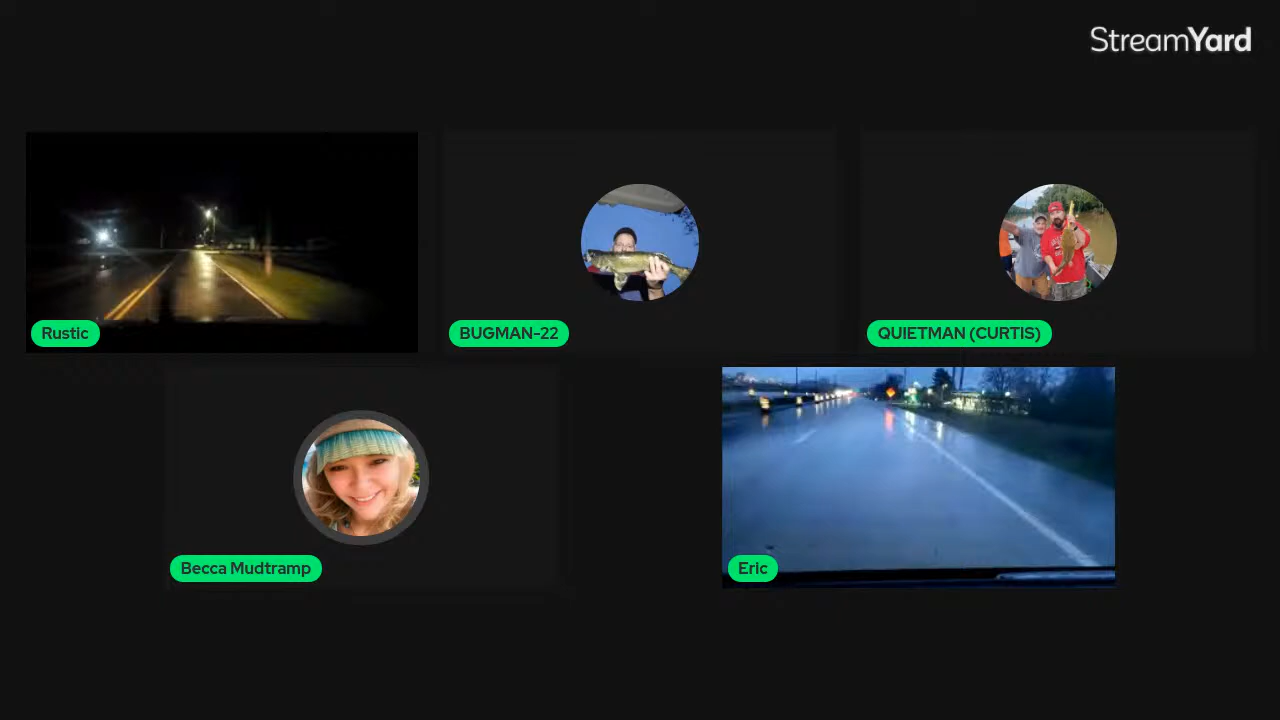 StreamYard
Rustic
BUGMAN-22
QUIETMAN (CURTIS)
Becca Mudtramp
Eric